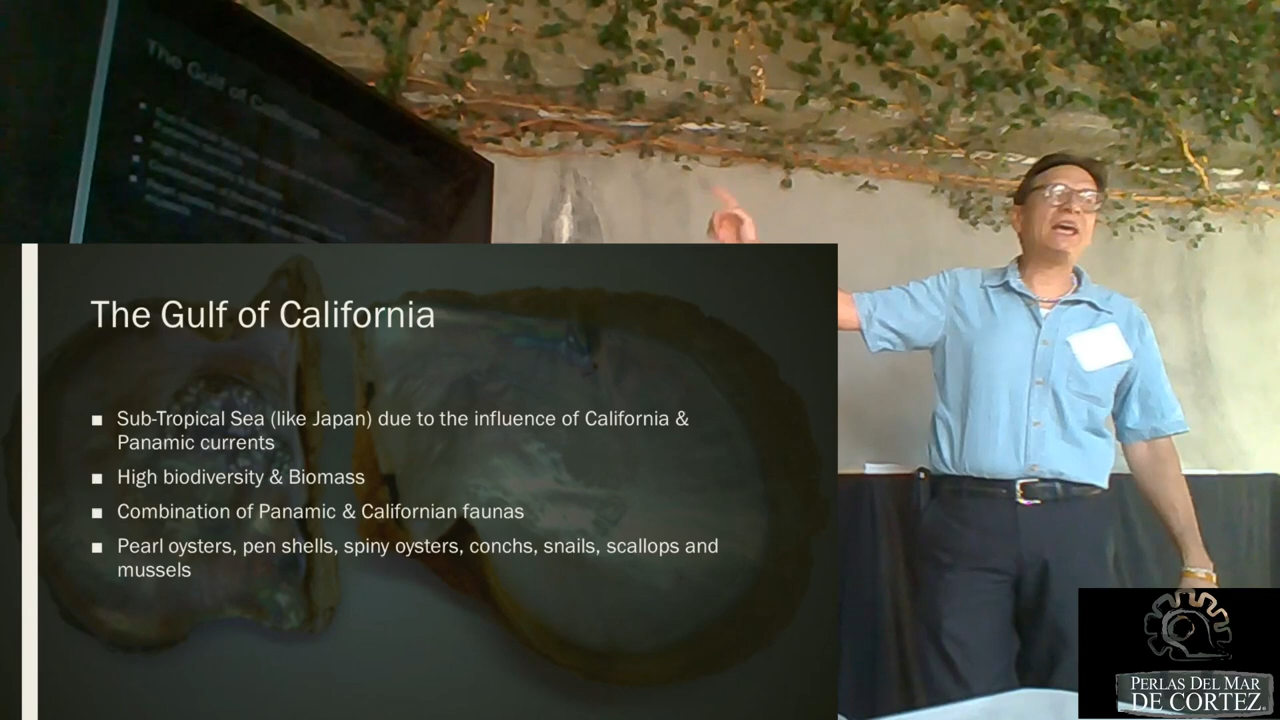 The Gulf of California
■ Sub-Tropical Sea (like Japan) due to the influence of California &
Panamic currents
■ High biodiversity & Biomass
■ Combination of Panamic & Californian faunas
■ Pearl oysters, pen shells, spiny oysters, conchs, snails, scallops and
mussels
PERLAS DEL MAR
DE CORTEZ®